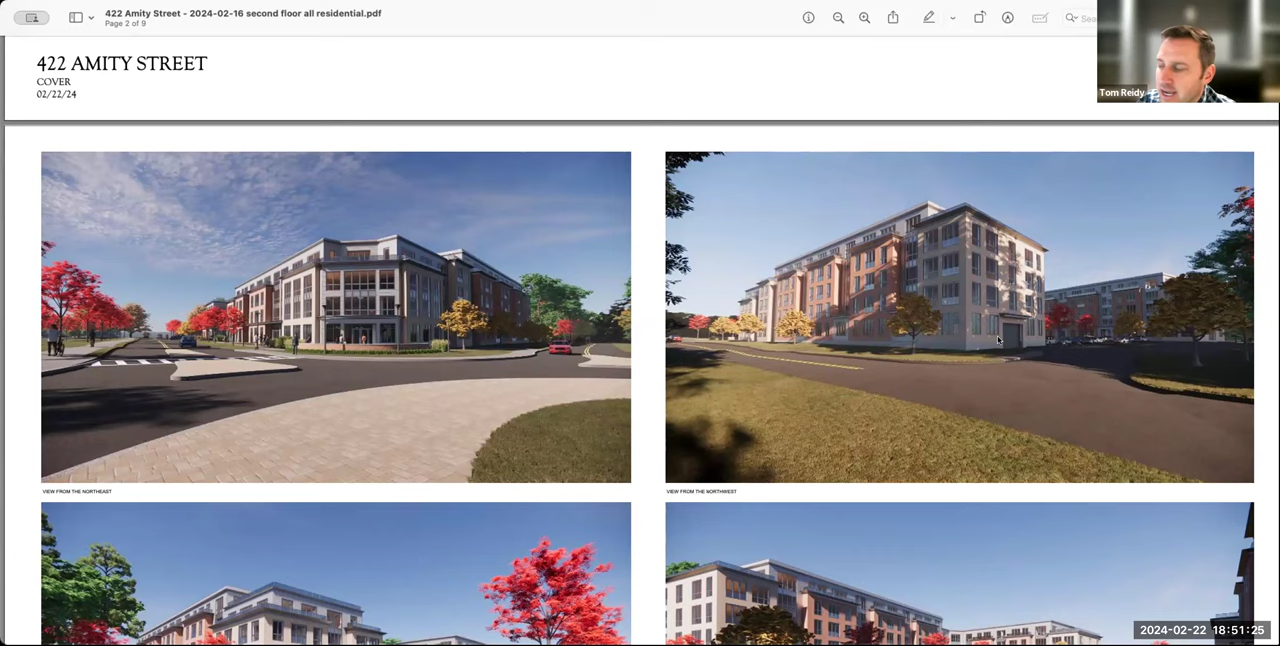 422 Amity Street - 2024-02-16 second floor all residential.pdf
Page 2 of 9
Sea
422 AMITY STREET
COVER
02/22/24
Tom Reidy
VIEW FROM THE NORTHEAST
VIEW FROM THE NORTHWEST
2024-02-22 18:51:25